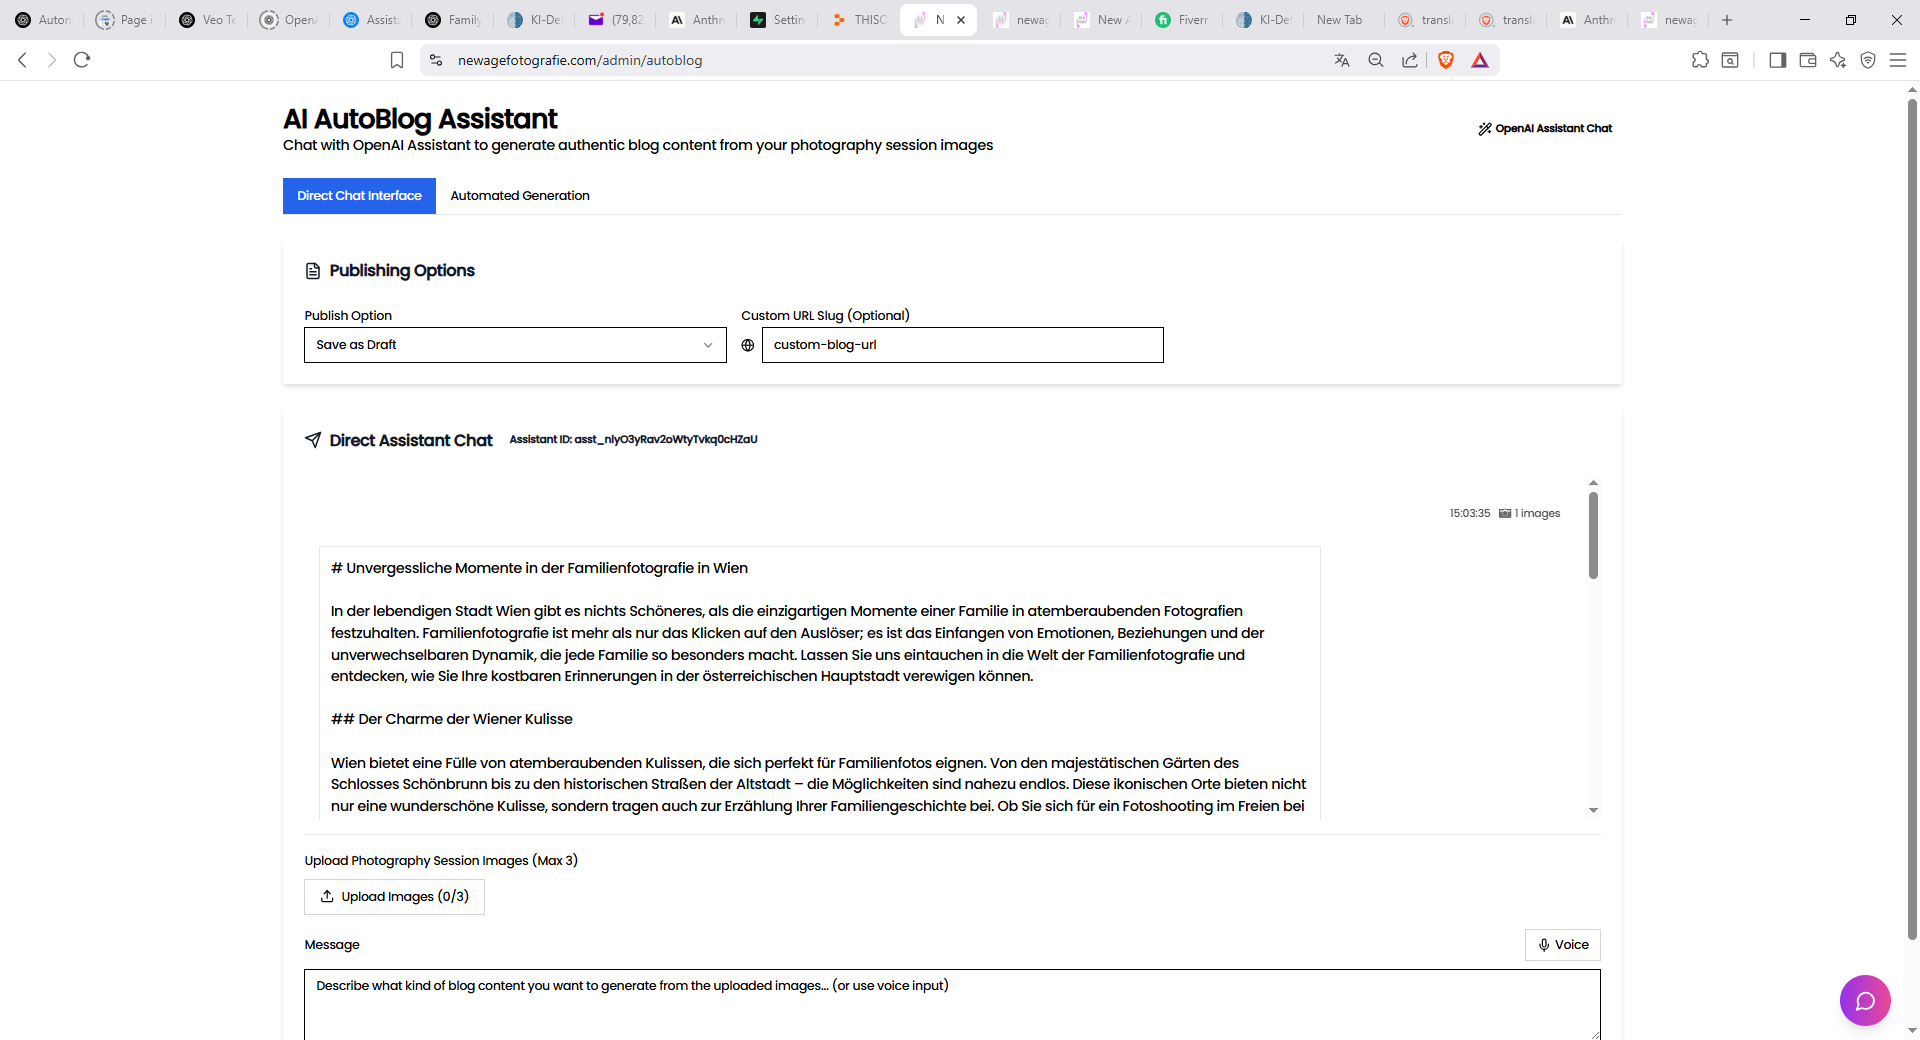 Auton
Page i
Veo Te
OpenA
Assist
Family
KI-De
(79,82
Anthr
Settin
THISC
N
newag
New A
Fiverr
KI-De
New Tab
transl
transl
Anthr
newag
newagefotografie.com/admin/autoblog
AI AutoBlog Assistant
Chat with OpenAI Assistant to generate authentic blog content from your photography session images
OpenAI Assistant Chat
Direct Chat Interface
Automated Generation
Publishing Options
Publish Option
Custom URL Slug (Optional)
Save as Draft
custom-blog-url
Direct Assistant Chat
Assistant ID: asst_nlyO3yRav2oWtyTvkq0cHZaU
15:03:35
1 images
# Unvergessliche Momente in der Familienfotografie in Wien
In der lebendigen Stadt Wien gibt es nichts Schöneres, als die einzigartigen Momente einer Familie in atemberaubenden Fotografien
festzuhalten. Familienfotografie ist mehr als nur das Klicken auf den Auslöser; es ist das Einfangen von Emotionen, Beziehungen und der
unverwechselbaren Dynamik, die jede Familie so besonders macht. Lassen Sie uns eintauchen in die Welt der Familienfotografie und
entdecken, wie Sie Ihre kostbaren Erinnerungen in der österreichischen Hauptstadt verewigen können.
## Der Charme der Wiener Kulisse
Wien bietet eine Fülle von atemberaubenden Kulissen, die sich perfekt für Familienfotos eignen. Von den majestätischen Gärten des
Schlosses Schönbrunn bis zu den historischen Straßen der Altstadt – die Möglichkeiten sind nahezu endlos. Diese ikonischen Orte bieten nicht
nur eine wunderschöne Kulisse, sondern tragen auch zur Erzählung Ihrer Familiengeschichte bei. Ob Sie sich für ein Fotoshooting im Freien bei
Upload Photography Session Images (Max 3)
Upload Images (0/3)
Message
Voice
Describe what kind of blog content you want to generate from the uploaded images... (or use voice input)